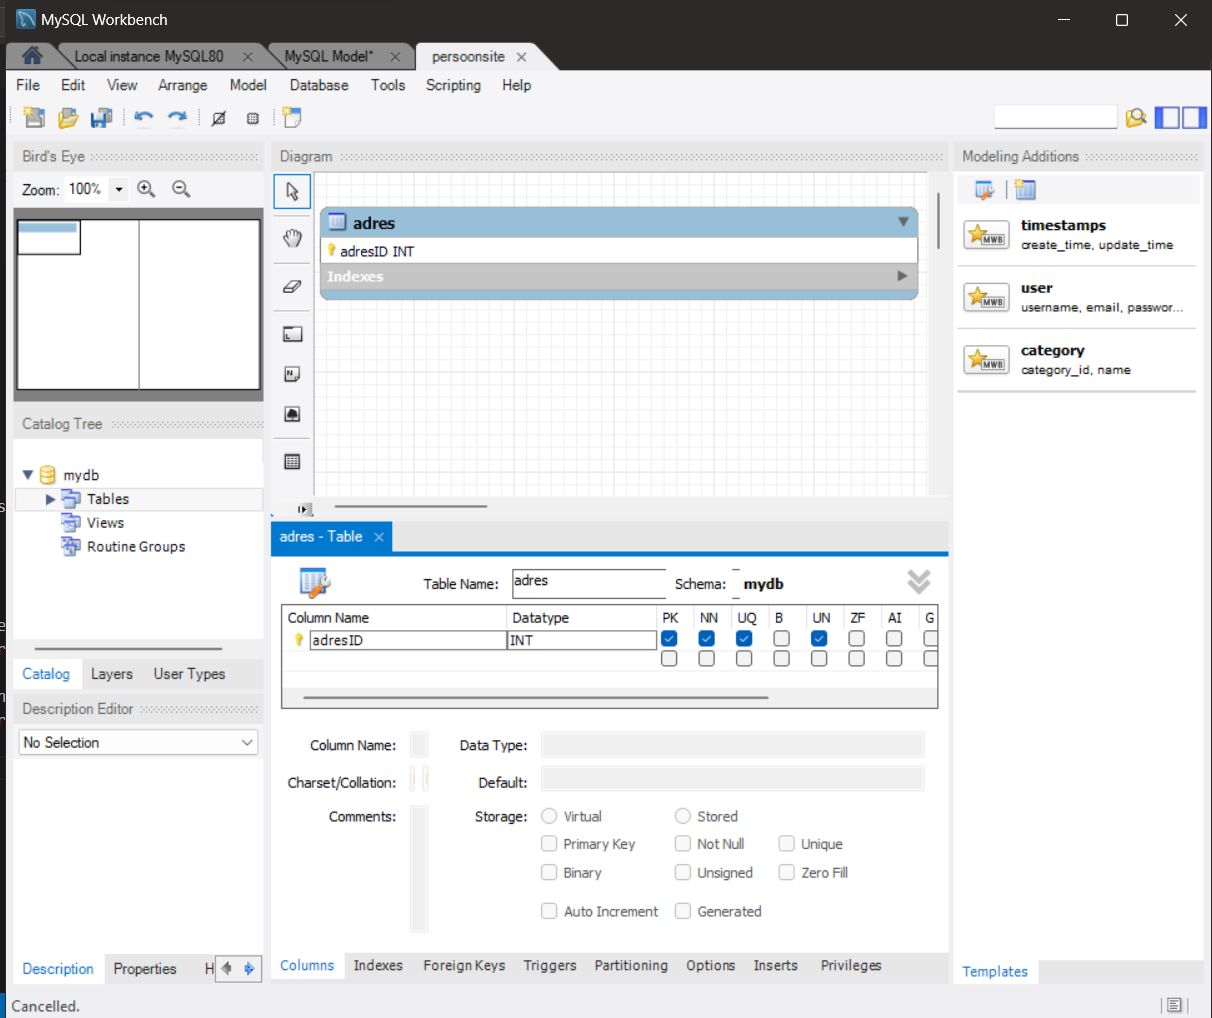 MySQL Workbench
Local instance MySQL80
MySQL Model*
persoonsite
File Edit View Arrange Model Database Tools Scripting Help
Bird's Eye
Zoom: 100%
Diagram
adres
adresID INT
Indexes
Modeling Additions
timestamps
create_time, update_time
user
username, email, passwor...
category
category_id, name
Templates
Catalog Tree
mydb
Tables
Views
Routine Groups
Catalog Layers User Types
Description Editor
No Selection
Description Properties H
adres - Table
Table Name: adres Schema: mydb
Column Name Datatype PK NN UQ B UN ZF AI G
adresID INT
Column Name: Data Type:
Charset/Collation: Default:
Comments: Storage: Virtual Stored
Primary Key Not Null Unique
Binary Unsigned Zero Fill
Auto Increment Generated
Columns Indexes Foreign Keys Triggers Partitioning Options Inserts Privileges
Cancelled.